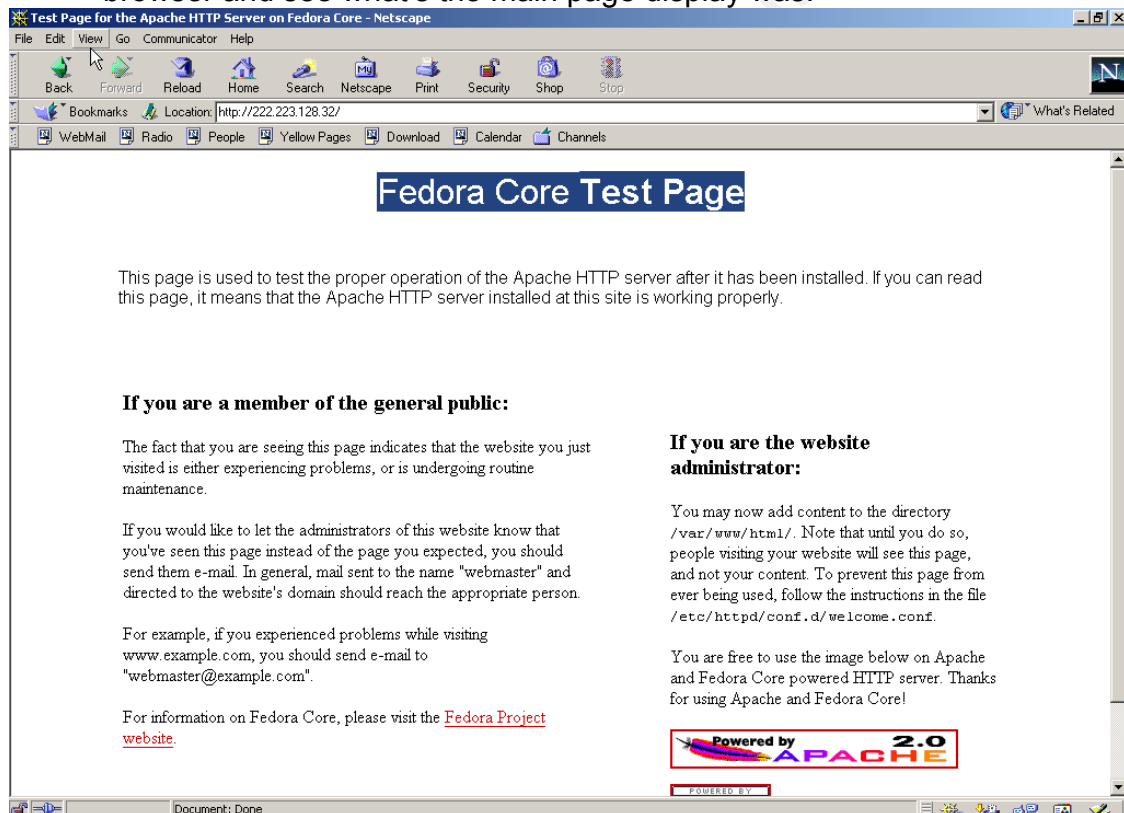 browser and see what's the main page display was.
Test Page for the Apache HTTP Server on Fedora Core - Netscape
File Edit View Go Communicator Help
Back Forward Reload Home Search Netscape Print Security Shop Stop
My
N
Bookmarks Location: http://222.223.128.32/ What's Related
WebMail Radio People Yellow Pages Download Calendar Channels
Fedora Core Test Page
This page is used to test the proper operation of the Apache HTTP server after it has been installed. If you can read
this page, it means that the Apache HTTP server installed at this site is working properly.
If you are a member of the general public:
The fact that you are seeing this page indicates that the website you just
visited is either experiencing problems, or is undergoing routine
maintenance.
If you would like to let the administrators of this website know that
you've seen this page instead of the page you expected, you should
send them e-mail. In general, mail sent to the name "webmaster" and
directed to the website's domain should reach the appropriate person.
For example, if you experienced problems while visiting
www.example.com, you should send e-mail to
"webmaster@example.com".
For information on Fedora Core, please visit the Fedora Project
website.
If you are the website
administrator:
You may now add content to the directory
/var/www/html/. Note that until you do so,
people visiting your website will see this page,
and not your content. To prevent this page from
ever being used, follow the instructions in the file
/etc/httpd/conf.d/welcome.conf.
You are free to use the image below on Apache
and Fedora Core powered HTTP server. Thanks
for using Apache and Fedora Core!
Powered by 2.0
APACHE
POWERED BY
Document: Done